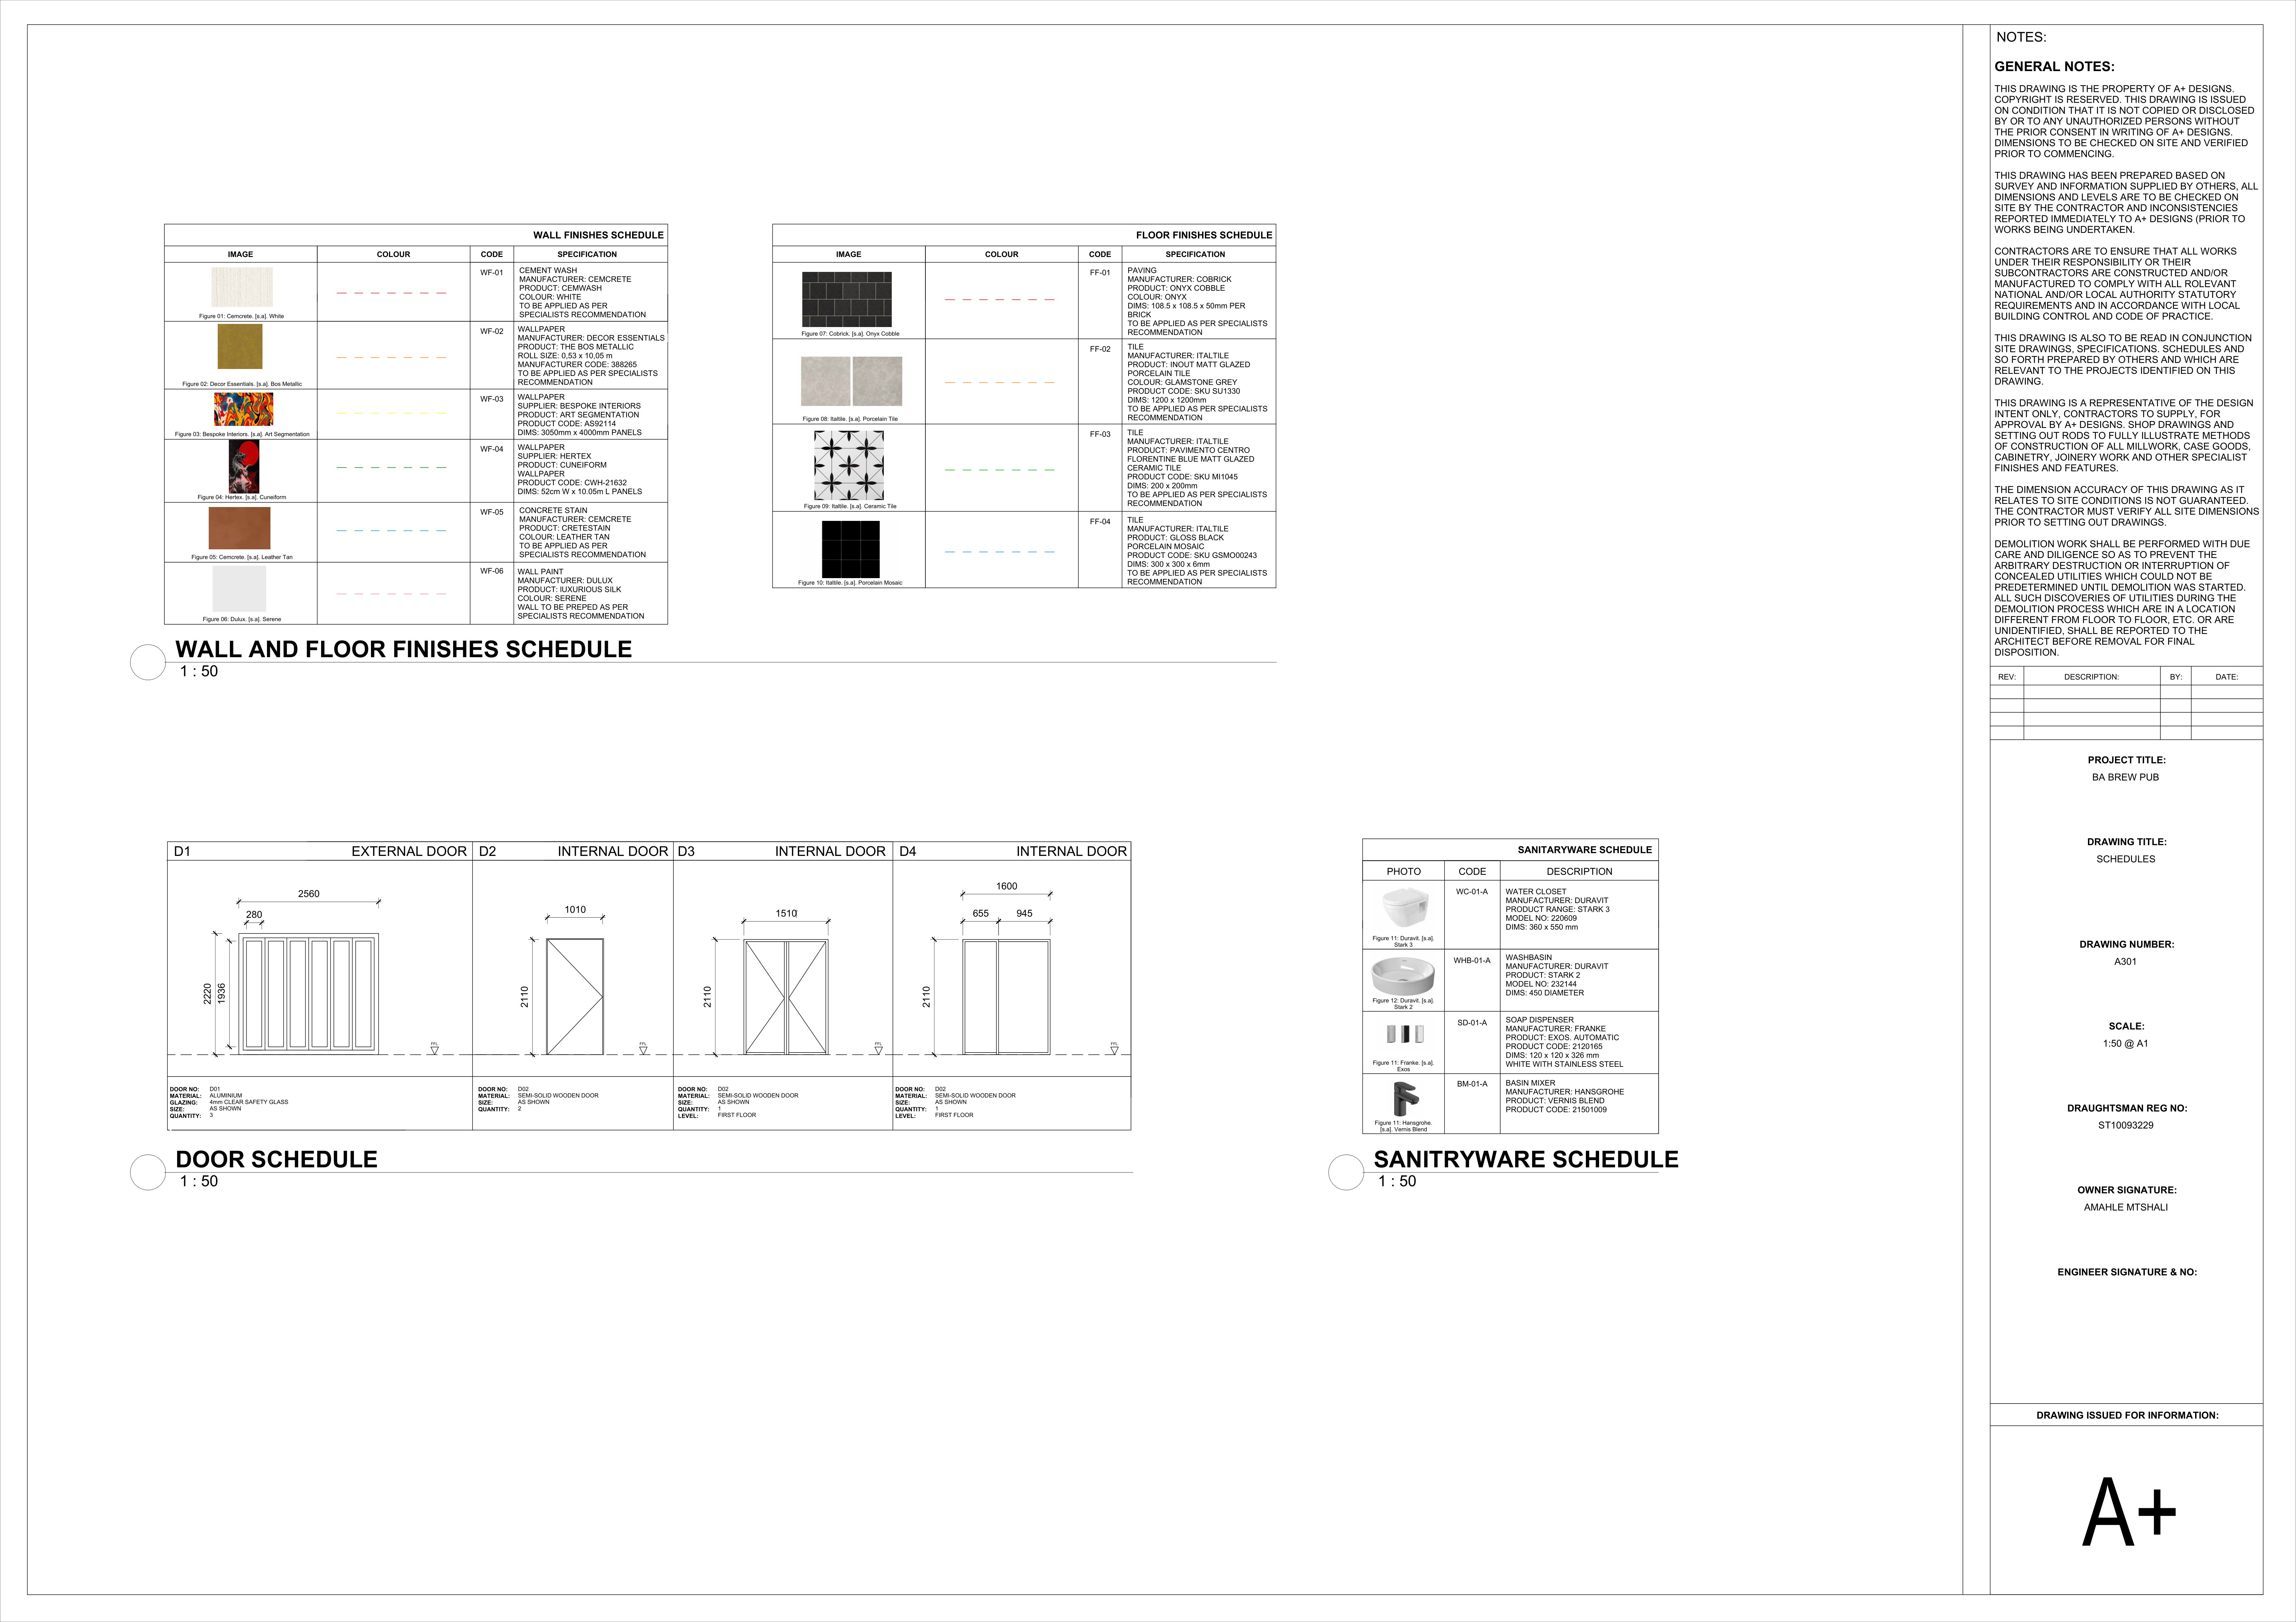 WALL FINISHES SCHEDULE
IMAGE COLOUR CODE SPECIFICATION
Figure 01: Cemcrete. [s.a]. White
WF-01
CEMENT WASH
MANUFACTURER: CEMCRETE
PRODUCT: CEMWASH
COLOUR: WHITE
TO BE APPLIED AS PER
SPECIALISTS RECOMMENDATION
Figure 02: Decor Essentials. [s.a]. Bos Metallic
WF-02
WALLPAPER
MANUFACTURER: DECOR ESSENTIALS
PRODUCT: THE BOS METALLIC
ROLL SIZE: 0,53 x 10,05 m
MANUFACTURER CODE: 388265
TO BE APPLIED AS PER SPECIALISTS
RECOMMENDATION
Figure 03: Bespoke Interiors. [s.a]. Art Segmentation
WF-03
WALLPAPER
SUPPLIER: BESPOKE INTERIORS
PRODUCT: ART SEGMENTATION
PRODUCT CODE: AS92114
DIMS: 3050mm x 4000mm PANELS
Figure 04: Hertex. [s.a]. Cuneiform
WF-04
WALLPAPER
SUPPLIER: HERTEX
PRODUCT: CUNEIFORM
WALLPAPER
PRODUCT CODE: CWH-21632
DIMS: 52cm W x 10.05m L PANELS
Figure 05: Cemcrete. [s.a]. Leather Tan
WF-05
CONCRETE STAIN
MANUFACTURER: CEMCRETE
PRODUCT: CRETESTAIN
COLOUR: LEATHER TAN
TO BE APPLIED AS PER
SPECIALISTS RECOMMENDATION
Figure 06: Dulux. [s.a]. Serene
WF-06
WALL PAINT
MANUFACTURER: DULUX
PRODUCT: lUXURIOUS SILK
COLOUR: SERENE
WALL TO BE PREPED AS PER
SPECIALISTS RECOMMENDATION
FLOOR FINISHES SCHEDULE
IMAGE COLOUR CODE SPECIFICATION
Figure 07: Cobrick. [s.a]. Onyx Cobble
FF-01
PAVING
MANUFACTURER: COBRICK
PRODUCT: ONYX COBBLE
COLOUR: ONYX
DIMS: 108.5 x 108.5 x 50mm PER
BRICK
TO BE APPLIED AS PER SPECIALISTS
RECOMMENDATION
Figure 08: Italtile. [s.a]. Porcelain Tile
FF-02
TILE
MANUFACTURER: ITALTILE
PRODUCT: INOUT MATT GLAZED
PORCELAIN TILE
COLOUR: GLAMSTONE GREY
PRODUCT CODE: SKU SU1330
DIMS: 1200 x 1200mm
TO BE APPLIED AS PER SPECIALISTS
RECOMMENDATION
Figure 09: Italtile. [s.a]. Ceramic Tile
FF-03
TILE
MANUFACTURER: ITALTILE
PRODUCT: PAVIMENTO CENTRO
FLORENTINE BLUE MATT GLAZED
CERAMIC TILE
PRODUCT CODE: SKU MI1045
DIMS: 200 x 200mm
TO BE APPLIED AS PER SPECIALISTS
RECOMMENDATION
Figure 10: Italtile. [s.a]. Porcelain Mosaic
FF-04
TILE
MANUFACTURER: ITALTILE
PRODUCT: GLOSS BLACK
PORCELAIN MOSAIC
PRODUCT CODE: SKU GSMO00243
DIMS: 300 x 300 x 6mm
TO BE APPLIED AS PER SPECIALISTS
RECOMMENDATION
WALL AND FLOOR FINISHES SCHEDULE
1 : 50
D1 EXTERNAL DOOR
2560
280
2220
1936
FFL
DOOR NO: D01
MATERIAL: ALUMINIUM
GLAZING: 4mm CLEAR SAFETY GLASS
SIZE: AS SHOWN
QUANTITY: 3
D2 INTERNAL DOOR
1010
2110
FFL
DOOR NO: D02
MATERIAL: SEMI-SOLID WOODEN DOOR
SIZE: AS SHOWN
QUANTITY: 2
D3 INTERNAL DOOR
1510
2110
FFL
DOOR NO: D02
MATERIAL: SEMI-SOLID WOODEN DOOR
SIZE: AS SHOWN
QUANTITY: 1
LEVEL: FIRST FLOOR
D4 INTERNAL DOOR
1600
655 945
2110
FFL
DOOR NO: D02
MATERIAL: SEMI-SOLID WOODEN DOOR
SIZE: AS SHOWN
QUANTITY: 1
LEVEL: FIRST FLOOR
DOOR SCHEDULE
1 : 50
SANITARYWARE SCHEDULE
PHOTO CODE DESCRIPTION
Figure 11: Duravit. [s.a].
Stark 3
WC-01-A
WATER CLOSET
MANUFACTURER: DURAVIT
PRODUCT RANGE: STARK 3
MODEL NO: 220609
DIMS: 360 x 550 mm
Figure 12: Duravit. [s.a].
Stark 2
WHB-01-A
WASHBASIN
MANUFACTURER: DURAVIT
PRODUCT: STARK 2
MODEL NO: 232144
DIMS: 450 DIAMETER
Figure 11: Franke. [s.a].
Exos
SD-01-A
SOAP DISPENSER
MANUFACTURER: FRANKE
PRODUCT: EXOS. AUTOMATIC
PRODUCT CODE: 2120165
DIMS: 120 x 120 x 326 mm
WHITE WITH STAINLESS STEEL
Figure 11: Hansgrohe.
[s.a]. Vernis Blend
BM-01-A
BASIN MIXER
MANUFACTURER: HANSGROHE
PRODUCT: VERNIS BLEND
PRODUCT CODE: 21501009
SANITRYWARE SCHEDULE
1 : 50
NOTES:
GENERAL NOTES:
THIS DRAWING IS THE PROPERTY OF A+ DESIGNS.
COPYRIGHT IS RESERVED. THIS DRAWING IS ISSUED
ON CONDITION THAT IT IS NOT COPIED OR DISCLOSED
BY OR TO ANY UNAUTHORIZED PERSONS WITHOUT
THE PRIOR CONSENT IN WRITING OF A+ DESIGNS.
DIMENSIONS TO BE CHECKED ON SITE AND VERIFIED
PRIOR TO COMMENCING.
THIS DRAWING HAS BEEN PREPARED BASED ON
SURVEY AND INFORMATION SUPPLIED BY OTHERS, ALL
DIMENSIONS AND LEVELS ARE TO BE CHECKED ON
SITE BY THE CONTRACTOR AND INCONSISTENCIES
REPORTED IMMEDIATELY TO A+ DESIGNS (PRIOR TO
WORKS BEING UNDERTAKEN.
CONTRACTORS ARE TO ENSURE THAT ALL WORKS
UNDER THEIR RESPONSIBILITY OR THEIR
SUBCONTRACTORS ARE CONSTRUCTED AND/OR
MANUFACTURED TO COMPLY WITH ALL ROLEVANT
NATIONAL AND/OR LOCAL AUTHORITY STATUTORY
REQUIREMENTS AND IN ACCORDANCE WITH LOCAL
BUILDING CONTROL AND CODE OF PRACTICE.
THIS DRAWING IS ALSO TO BE READ IN CONJUNCTION
SITE DRAWINGS, SPECIFICATIONS. SCHEDULES AND
SO FORTH PREPARED BY OTHERS AND WHICH ARE
RELEVANT TO THE PROJECTS IDENTIFIED ON THIS
DRAWING.
THIS DRAWING IS A REPRESENTATIVE OF THE DESIGN
INTENT ONLY, CONTRACTORS TO SUPPLY, FOR
APPROVAL BY A+ DESIGNS. SHOP DRAWINGS AND
SETTING OUT RODS TO FULLY ILLUSTRATE METHODS
OF CONSTRUCTION OF ALL MILLWORK, CASE GOODS,
CABINETRY, JOINERY WORK AND OTHER SPECIALIST
FINISHES AND FEATURES.
THE DIMENSION ACCURACY OF THIS DRAWING AS IT
RELATES TO SITE CONDITIONS IS NOT GUARANTEED.
THE CONTRACTOR MUST VERIFY ALL SITE DIMENSIONS
PRIOR TO SETTING OUT DRAWINGS.
DEMOLITION WORK SHALL BE PERFORMED WITH DUE
CARE AND DILIGENCE SO AS TO PREVENT THE
ARBITRARY DESTRUCTION OR INTERRUPTION OF
CONCEALED UTILITIES WHICH COULD NOT BE
PREDETERMINED UNTIL DEMOLITION WAS STARTED.
ALL SUCH DISCOVERIES OF UTILITIES DURING THE
DEMOLITION PROCESS WHICH ARE IN A LOCATION
DIFFERENT FROM FLOOR TO FLOOR, ETC. OR ARE
UNIDENTIFIED, SHALL BE REPORTED TO THE
ARCHITECT BEFORE REMOVAL FOR FINAL
DISPOSITION.
REV: DESCRIPTION: BY: DATE:
PROJECT TITLE:
BA BREW PUB
DRAWING TITLE:
SCHEDULES
DRAWING NUMBER:
A301
SCALE:
1:50 @ A1
DRAUGHTSMAN REG NO:
ST10093229
OWNER SIGNATURE:
AMAHLE MTSHALI
ENGINEER SIGNATURE & NO:
DRAWING ISSUED FOR INFORMATION:
A+